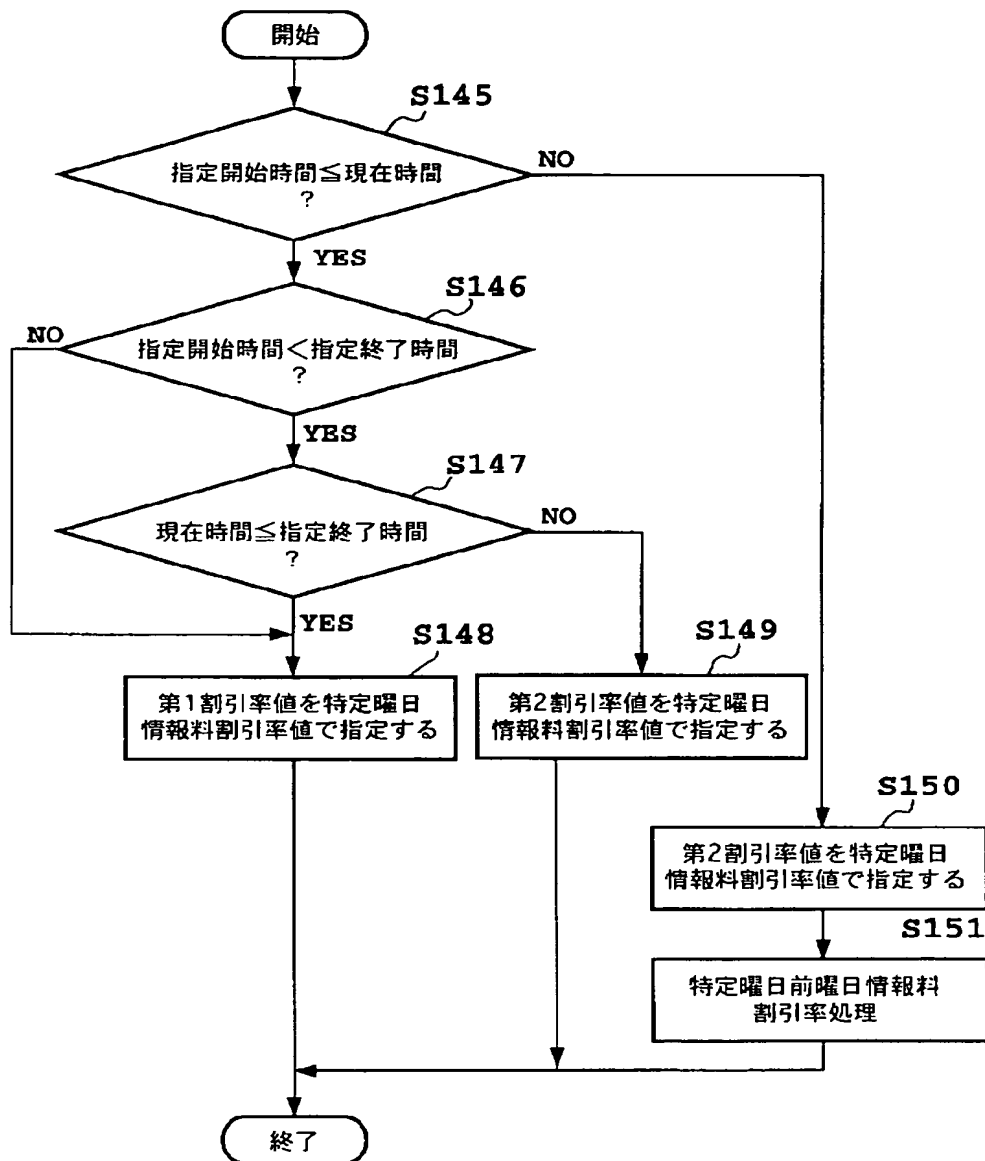 開始
S145
指定開始時間≦現在時間
?
NO
YES
S146
NO
指定開始時間<指定終了時間
?
YES
S147
現在時間≦指定終了時間
?
NO
YES
S148
第1割引率値を特定曜日
情報料割引率値で指定する
S149
第2割引率値を特定曜日
情報料割引率値で指定する
S150
第2割引率値を特定曜日
情報料割引率値で指定する
S151
特定曜日前曜日情報料
割引率処理
終了